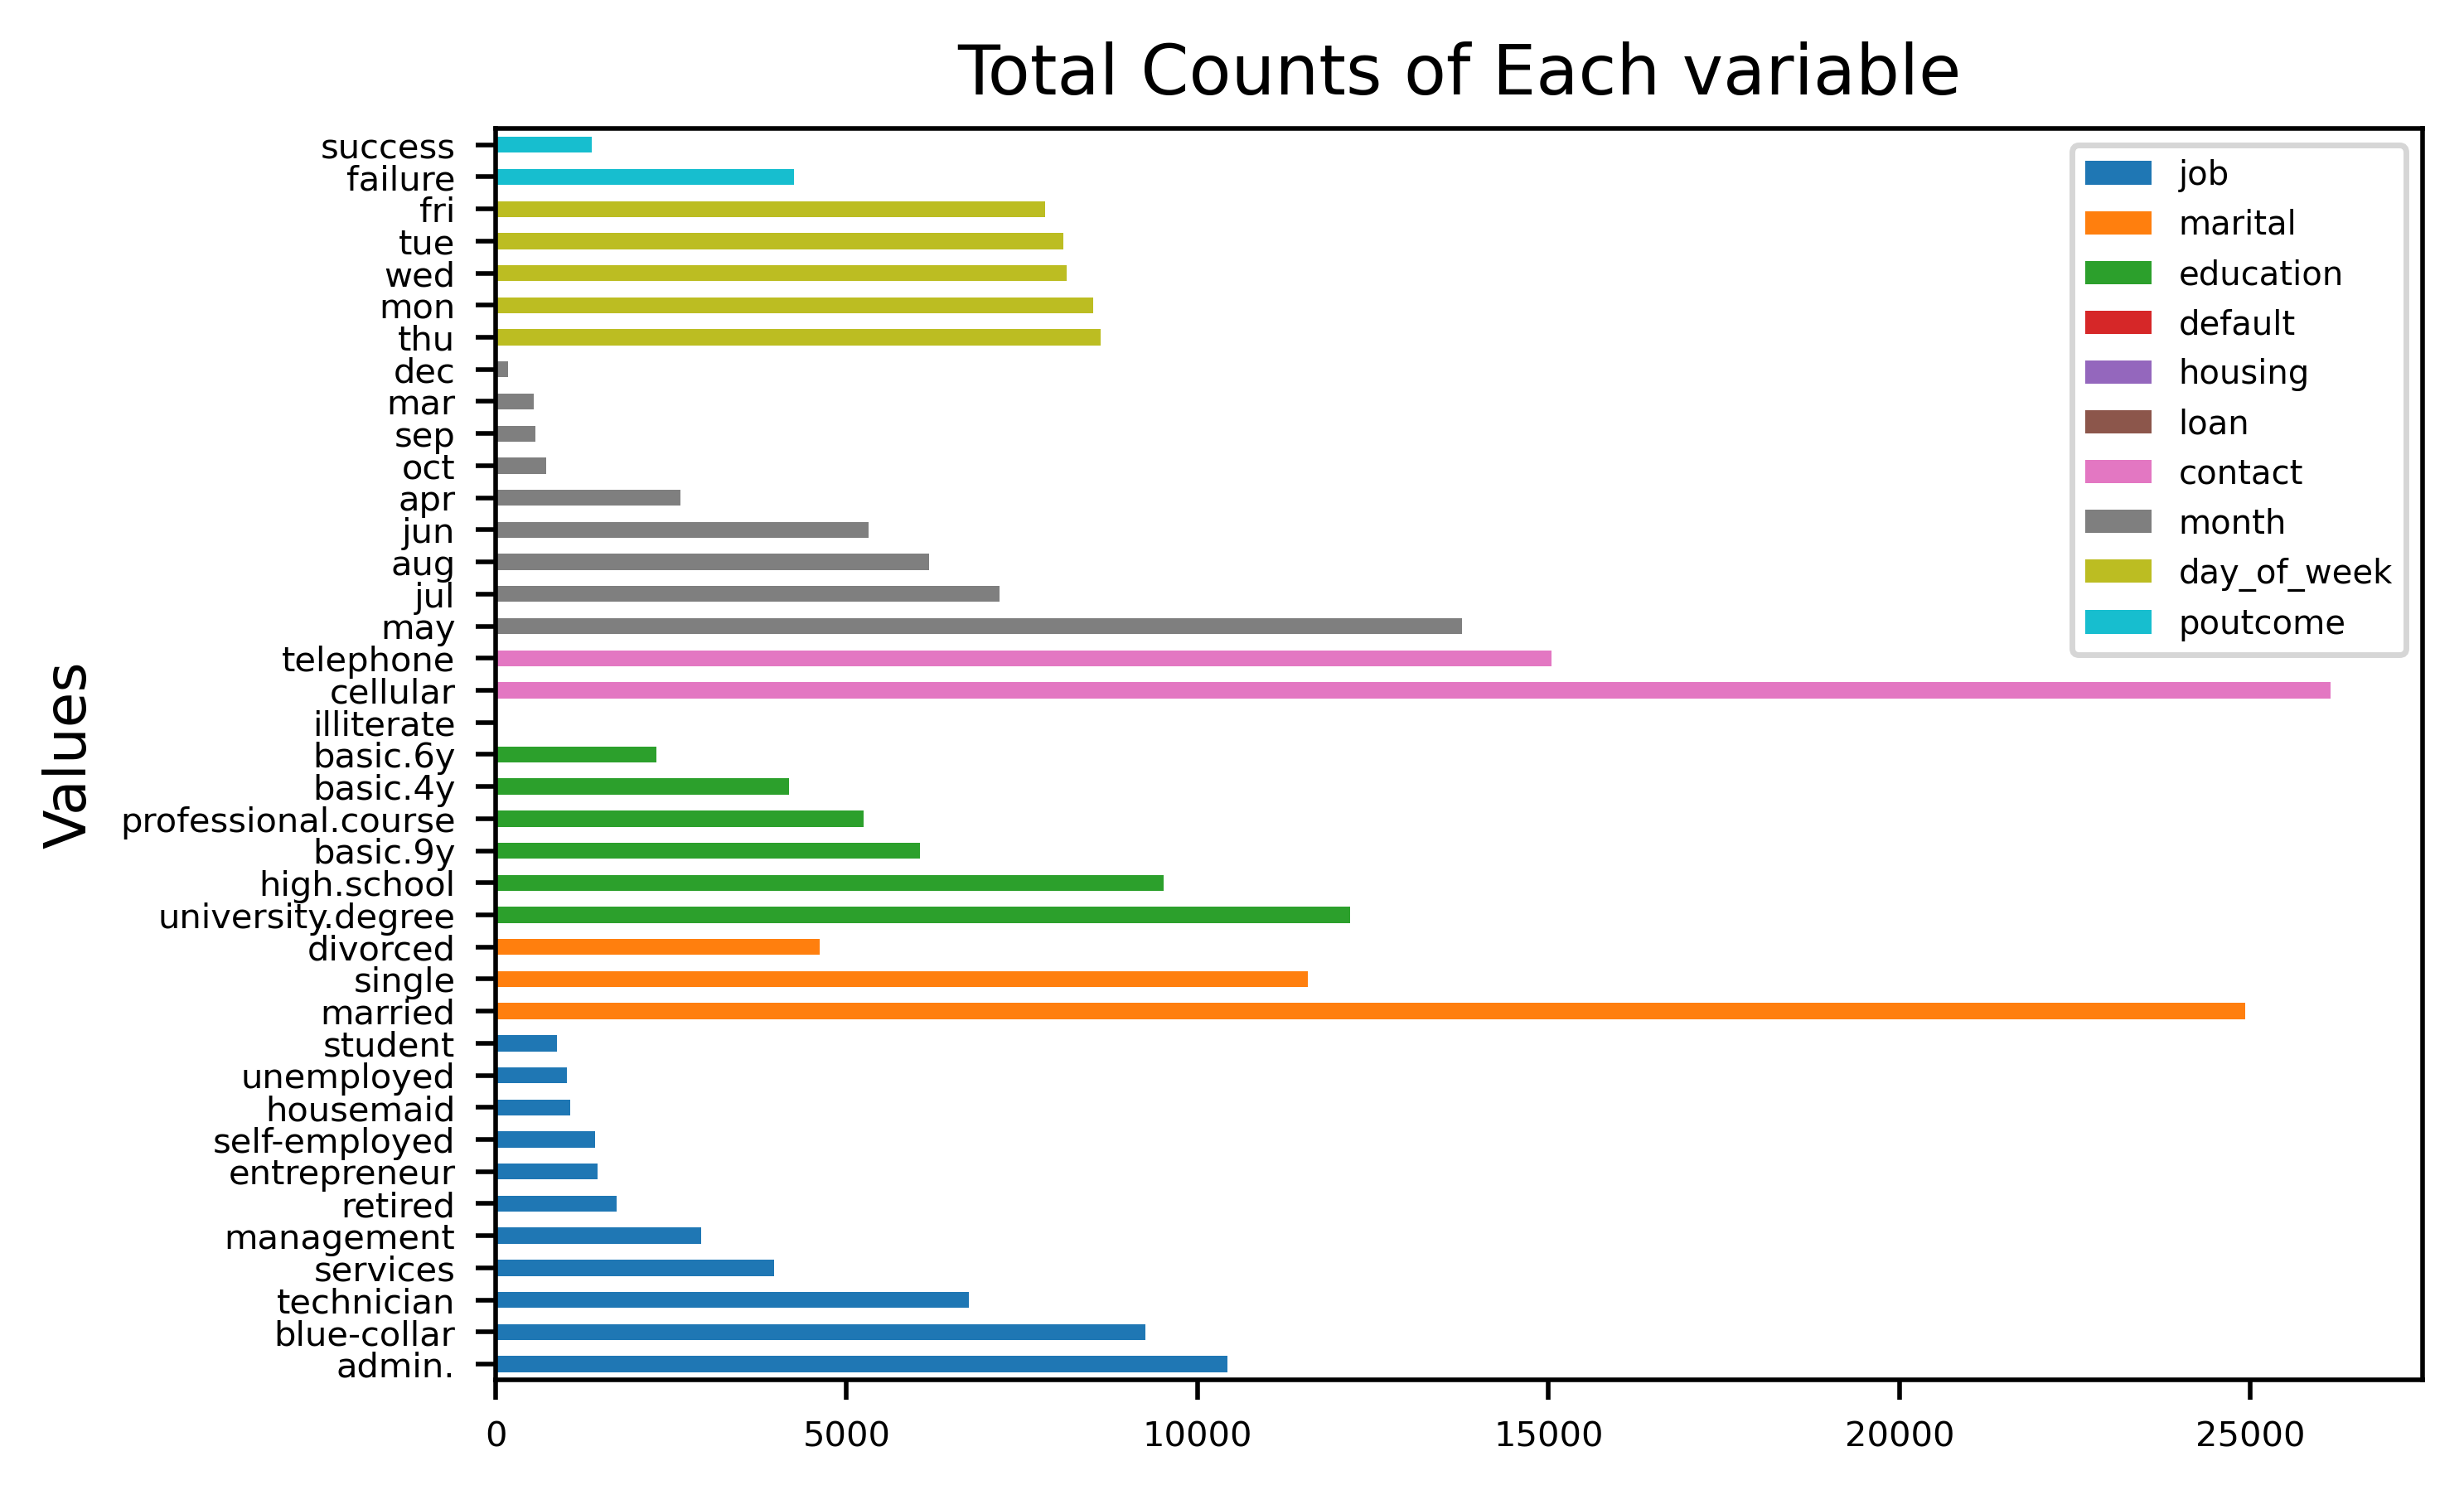 Total Counts of Each variable
success
failure
fri
tue
wed
mon
thu
dec
mar
sep
oct
apr
jun
aug
jul
may
telephone
cellular
illiterate
basic.6y
basic.4y
professional.course
basic.9y
high.school
university.degree
divorced
single
married
student
unemployed
housemaid
self-employed
entrepreneur
retired
management
services
technician
blue-collar
admin.
Values
job
marital
education
default
housing
loan
contact
month
day_of_week
poutcome
0 5000 10000 15000 20000 25000